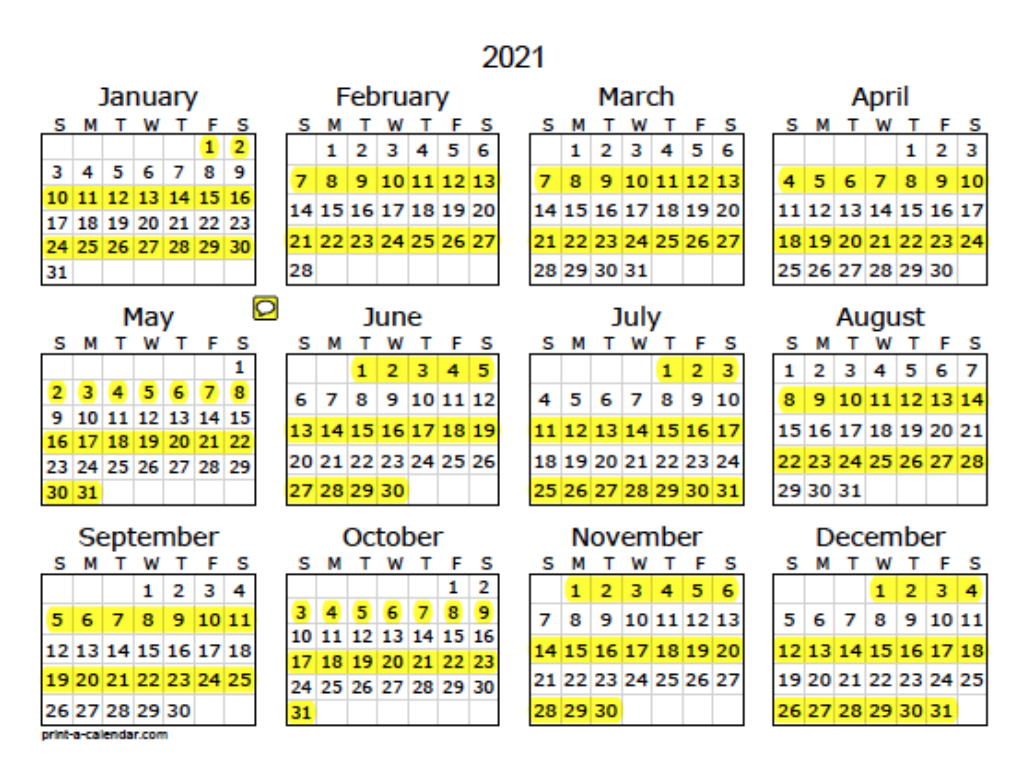 2021
January February March April
S M T W T F S S M T W T F S S M T W T F S S M T W T F S
1 2 1 2 3 4 5 6 1 2 3 4 5 6 1 2 3
3 4 5 6 7 8 9 7 8 9 10 11 12 13 7 8 9 10 11 12 13 4 5 6 7 8 9 10
10 11 12 13 14 15 16 14 15 16 17 18 19 20 14 15 16 17 18 19 20 11 12 13 14 15 16 17
17 18 19 20 21 22 23 21 22 23 24 25 26 27 21 22 23 24 25 26 27 18 19 20 21 22 23 24
24 25 26 27 28 29 30 28 28 29 30 31 25 26 27 28 29 30
31
May June July August
S M T W T F S S M T W T F S S M T W T F S S M T W T F S
1 1 2 3 4 5 1 2 3 1 2 3 4 5 6 7
2 3 4 5 6 7 8 6 7 8 9 10 11 12 4 5 6 7 8 9 10 8 9 10 11 12 13 14
9 10 11 12 13 14 15 13 14 15 16 17 18 19 11 12 13 14 15 16 17 15 16 17 18 19 20 21
16 17 18 19 20 21 22 20 21 22 23 24 25 26 18 19 20 21 22 23 24 22 23 24 25 26 27 28
23 24 25 26 27 28 29 27 28 29 30 25 26 27 28 29 30 31 29 30 31
30 31
September October November December
S M T W T F S S M T W T F S S M T W T F S S M T W T F S
1 2 3 4 1 2 1 2 3 4 5 6 1 2 3 4
5 6 7 8 9 10 11 3 4 5 6 7 8 9 7 8 9 10 11 12 13 5 6 7 8 9 10 11
12 13 14 15 16 17 18 10 11 12 13 14 15 16 14 15 16 17 18 19 20 12 13 14 15 16 17 18
19 20 21 22 23 24 25 17 18 19 20 21 22 23 21 22 23 24 25 26 27 19 20 21 22 23 24 25
26 27 28 29 30 24 25 26 27 28 29 30 28 29 30 26 27 28 29 30 31
31
print-a-calendar.com